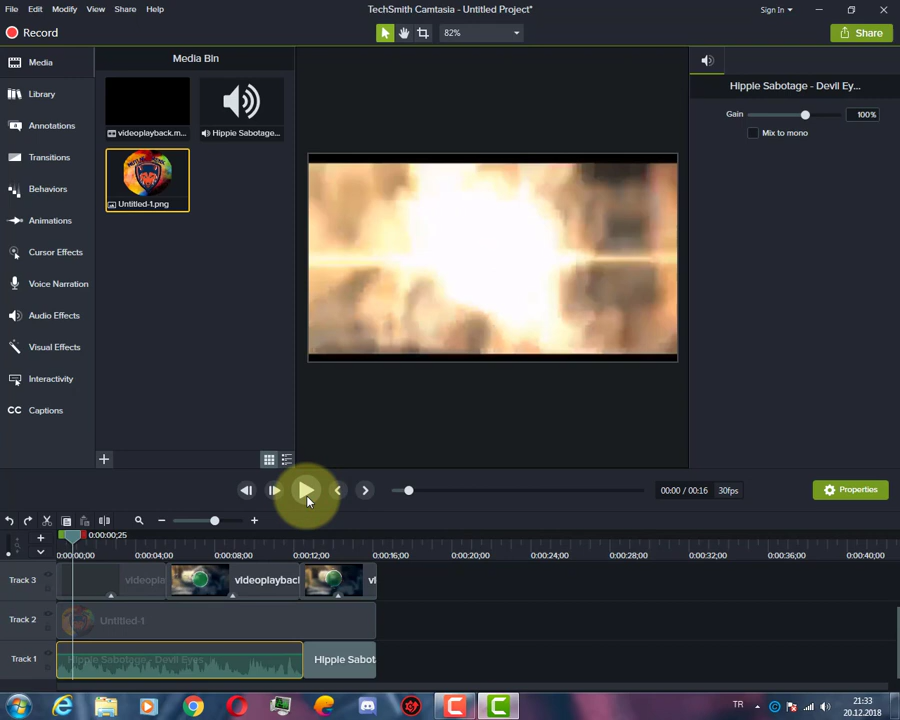 File Edit Modify View Share Help
TechSmith Camtasia - Untitled Project*
Sign In
Record
82%
Share
Media
Library
Annotations
Transitions
Behaviors
Animations
Cursor Effects
Voice Narration
Audio Effects
Visual Effects
Interactivity
CC Captions
Media Bin
videoplayback.m...
Hippie Sabotage...
Untitled-1.png
Hippie Sabotage - Devil Ey...
Gain 100%
Mix to mono
00:00 / 00:16 30fps
Properties
0:00:00;25
0:00:00;00 0:00:04;00 0:00:08;00 0:00:12;00 0:00:16;00 0:00:20;00 0:00:24;00 0:00:28;00 0:00:32;00 0:00:36;00 0:00:40;00
Track 3 videopla videoplaybac
Track 2 Untitled-1
Track 1 Hippie Sabotage - Devil Eyes Hippie Sabot
TR
21:33
20.12.2018